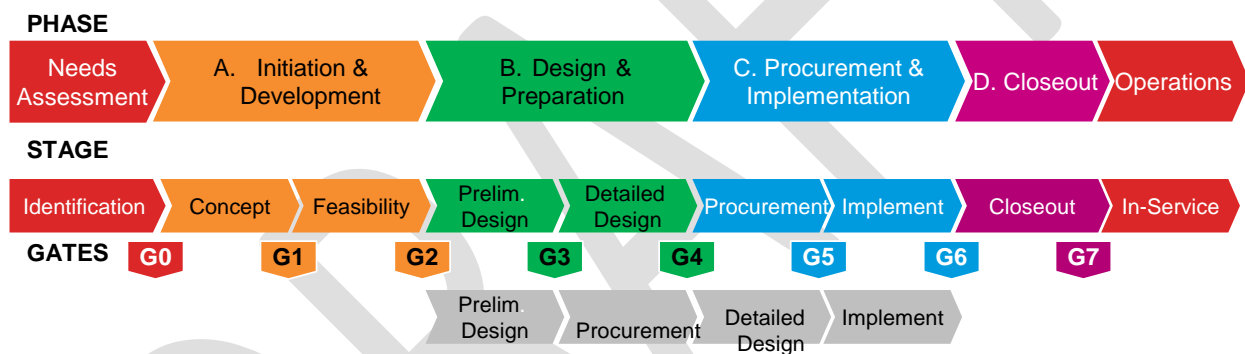 PHASE
Needs Assessment
A. Initiation & Development
B. Design & Preparation
C. Procurement & Implementation
D. Closeout
Operations
STAGE
Identification
Concept
Feasibility
Prelim. Design
Detailed Design
Procurement
Implement
Closeout
In-Service
GATES
G0
G1
G2
G3
G4
G5
G6
G7
Prelim. Design
Procurement
Detailed Design
Implement